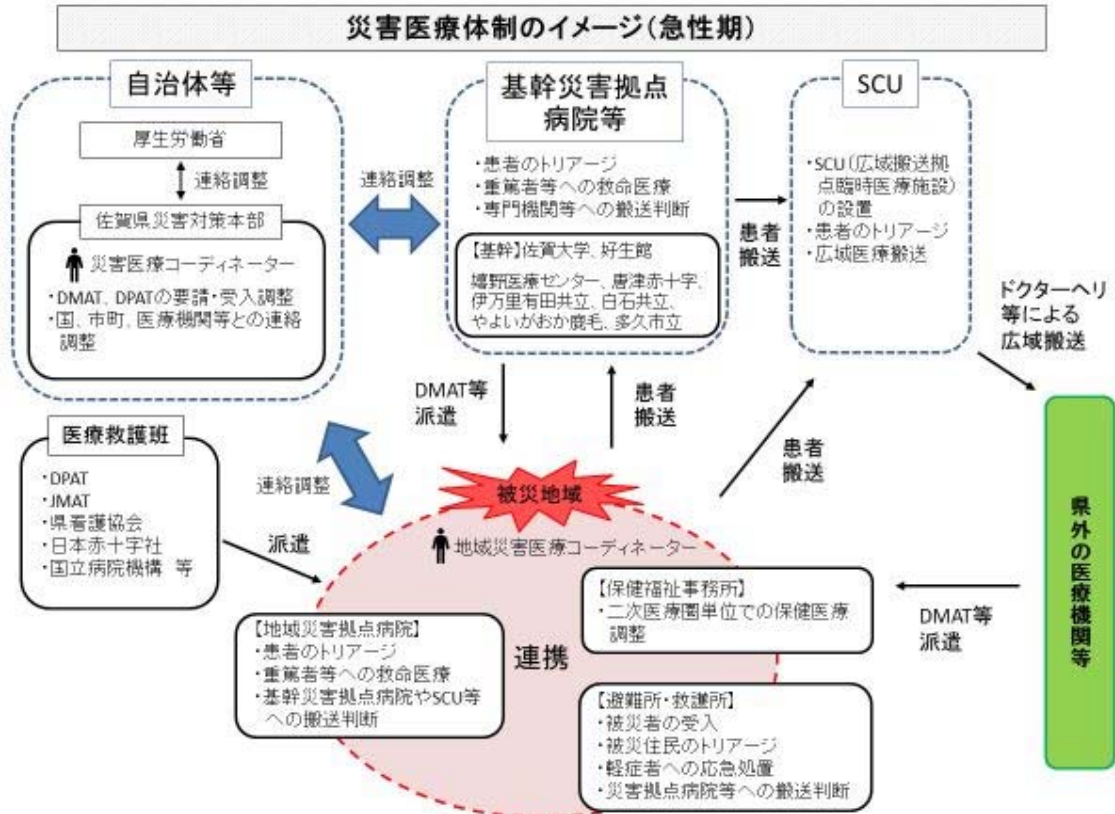 災害医療体制のイメージ（急性期）
自治体等
厚生労働省
連絡調整
佐賀県災害対策本部
災害医療コーディネーター
・DMAT、DPATの要請・受入調整
・国、市町、医療機関等との連絡
調整
連絡調整
基幹災害拠点
病院等
・患者のトリアージ
・重篤者等への救命医療
・専門機関等への搬送判断
【基幹】佐賀大学、好生館
嬉野医療センター、唐津赤十字、
伊万里有田共立、白石共立、
やよいがおか鹿毛、多久市立
患者
搬送
SCU
・SCU（広域搬送拠
点臨時医療施設）
の設置
・患者のトリアージ
・広域医療搬送
ドクターヘリ
等による
広域搬送
DMAT等
派遣
患者
搬送
患者
搬送
医療救護班
・DPAT
・JMAT
・県看護協会
・日本赤十字社
・国立病院機構 等
連絡調整
派遣
被災地域
地域災害医療コーディネーター
【保健福祉事務所】
・二次医療圏単位での保健医療
調整
【地域災害拠点病院】
・患者のトリアージ
・重篤者等への救命医療
・基幹災害拠点病院やSCU等
への搬送判断
連携
【避難所・救護所】
・被災者の受入
・被災住民のトリアージ
・軽症者への応急処置
・災害拠点病院等への搬送判断
DMAT等
派遣
県外の医療機関等